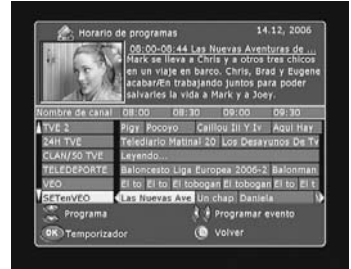 Horario de programas 14.12, 2006
08:00-08:44 Las Nuevas Aventuras de ...
Mark se lleva a Chris y a otros tres chicos
en un viaje en barco. Chris, Brad y Eugene
acabar/En trabajando juntos para poder
salvarles la vida a Mark y a Joey.
Nombre de canal 08:00 08:30 09:00 09:30
TVE 2 Pigy Pocoyo Caillou III Y Iv Aqui Hay
24H TVE Telediario Matinal 20 Los Desayunos De Tv
CLAN/50 TVE Leyendo...
TELEDEPORTE Baloncesto Liga Europea 2006-2 Balonman
VEO El to El to El tobogan El tobogan El to El t
SETenVEO Las Nuevas Ave Un chap Daniela
Programa Programar evento
OK Temporizador Volver